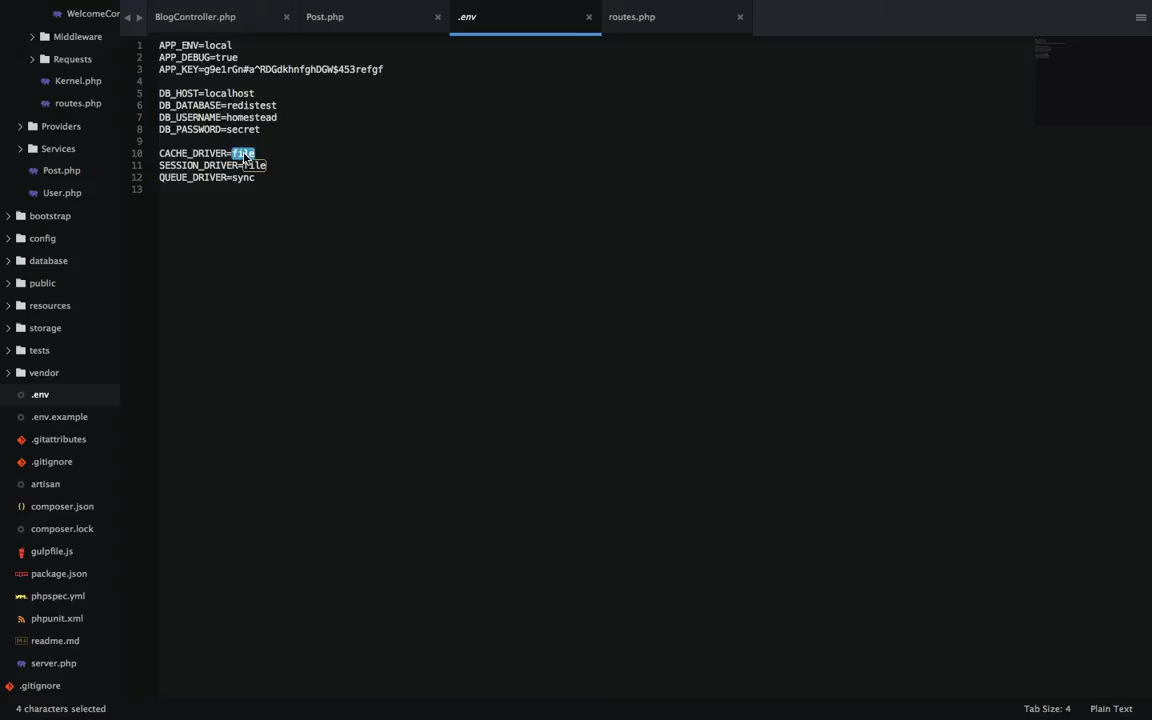 WelcomeCor
Middleware
Requests
Kernel.php
routes.php
Providers
Services
Post.php
User.php
bootstrap
config
database
public
resources
storage
tests
vendor
.env
.env.example
.gitattributes
.gitignore
artisan
composer.json
composer.lock
gulpfile.js
package.json
phpspec.yml
phpunit.xml
readme.md
server.php
.gitignore
BlogController.php
Post.php
.env
routes.php
1 APP_ENV=local
2 APP_DEBUG=true
3 APP_KEY=g9e1rGn#a^RDGdkhnfghDGW$453refgf
4
5 DB_HOST=localhost
6 DB_DATABASE=redistest
7 DB_USERNAME=homestead
8 DB_PASSWORD=secret
9
10 CACHE_DRIVER=file
11 SESSION_DRIVER=file
12 QUEUE_DRIVER=sync
13
4 characters selected
Tab Size: 4
Plain Text